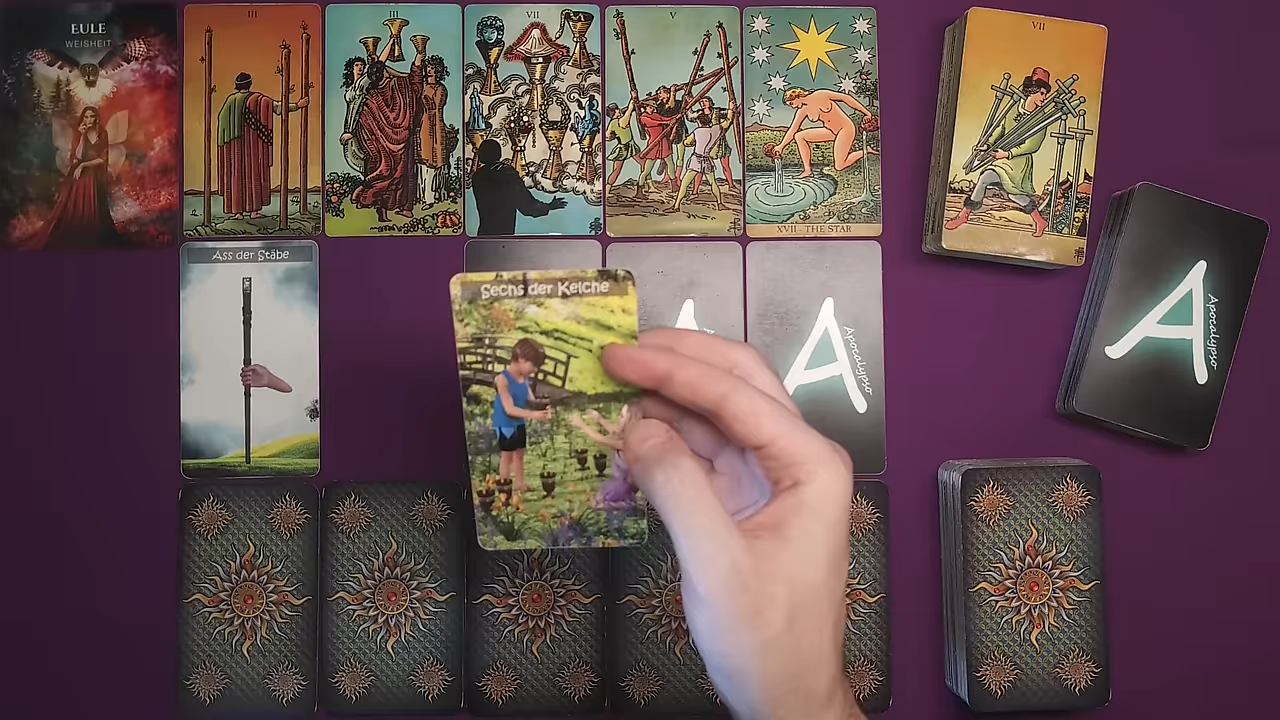 EULE
WEISHEIT
III
III
VII
V
XVII - THE STAR
VII
Ass der Stäbe
Sechs der Kelche
A
A
Apocalypso
A
Apocalypso